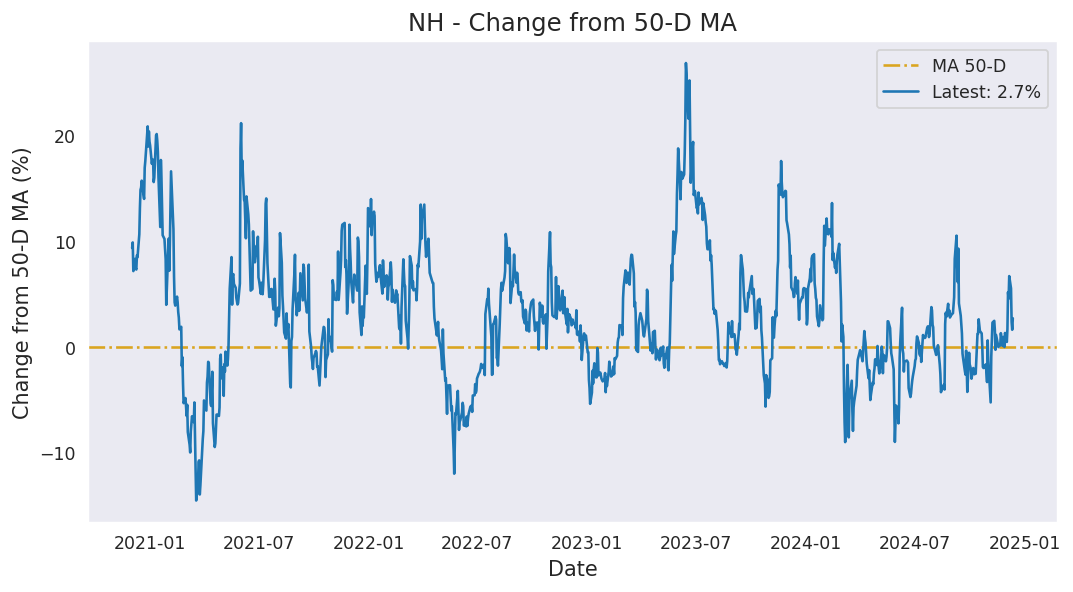 NH - Change from 50-D MA
MA 50-D
Latest: 2.7%
Change from 50-D MA (%)
20
10
0
−10
2021-01 2021-07 2022-01 2022-07 2023-01 2023-07 2024-01 2024-07 2025-01
Date